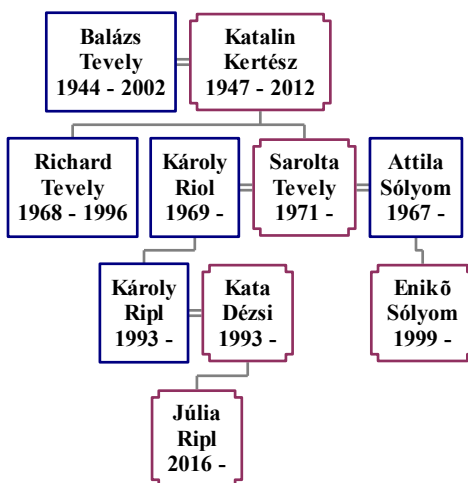 Balázs
Tevely
1944 - 2002
Katalin
Kertész
1947 - 2012
Richard
Tevely
1968 - 1996
Károly
Riol
1969 -
Sarolta
Tevely
1971 -
Attila
Sólyom
1967 -
Károly
Ripl
1993 -
Kata
Dézsi
1993 -
Enikõ
Sólyom
1999 -
Júlia
Ripl
2016 -